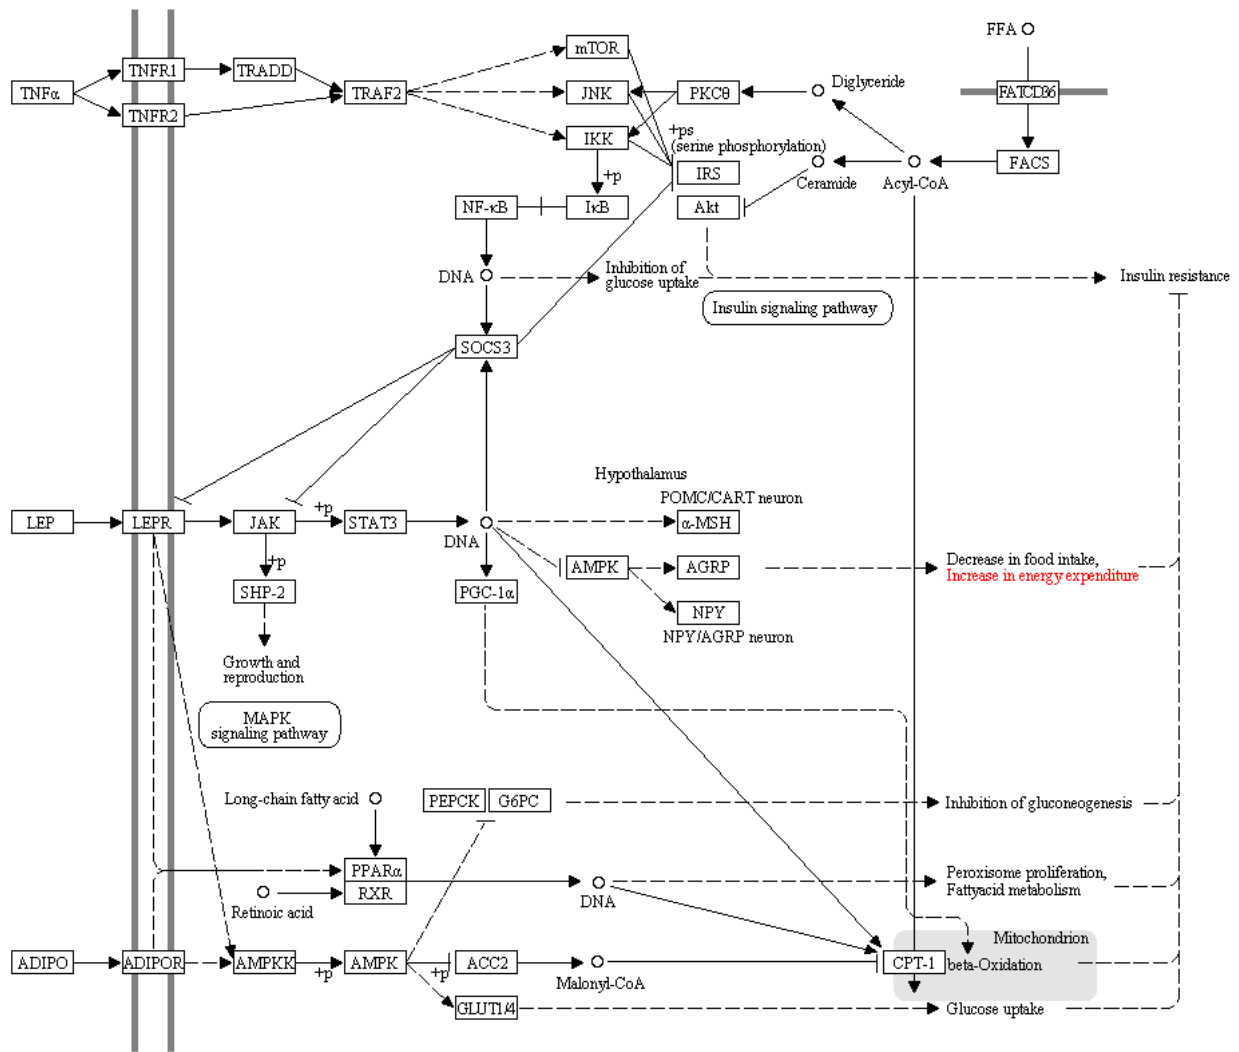 FFA
mTOR
TNFR1
TRADD
Diglyceride
TNFα
TRAF2
JNK
PKCθ
FATCD36
TNFR2
+ps
IKK
(serine phosphorylation)
FACS
IRS
+p
Ceramide
Acyl-CoA
NF-κB
IκB
Akt
DNA
Inhibition of
glucose uptake
Insulin resistance
Insulin signaling pathway
SOCS3
Hypothalamus
POMC/CART neuron
LEP
LEPR
JAK
+p
STAT3
DNA
α-MSH
+p
AMPK
AGRP
Decrease in food intake,
Increase in energy expenditure
SHP-2
PGC-1α
NPY
NPY/AGRP neuron
Growth and
reproduction
MAPK
signaling pathway
Long-chain fatty acid
PEPCK
G6PC
Inhibition of gluconeogenesis
PPARα
RXR
Retinoic acid
DNA
Peroxisome proliferation,
Fattyacid metabolism
Mitochondrion
ADIPO
ADIPOR
AMPKK
+p
AMPK
+p
ACC2
Malonyl-CoA
CPT-1
beta-Oxidation
GLUT1/4
Glucose uptake